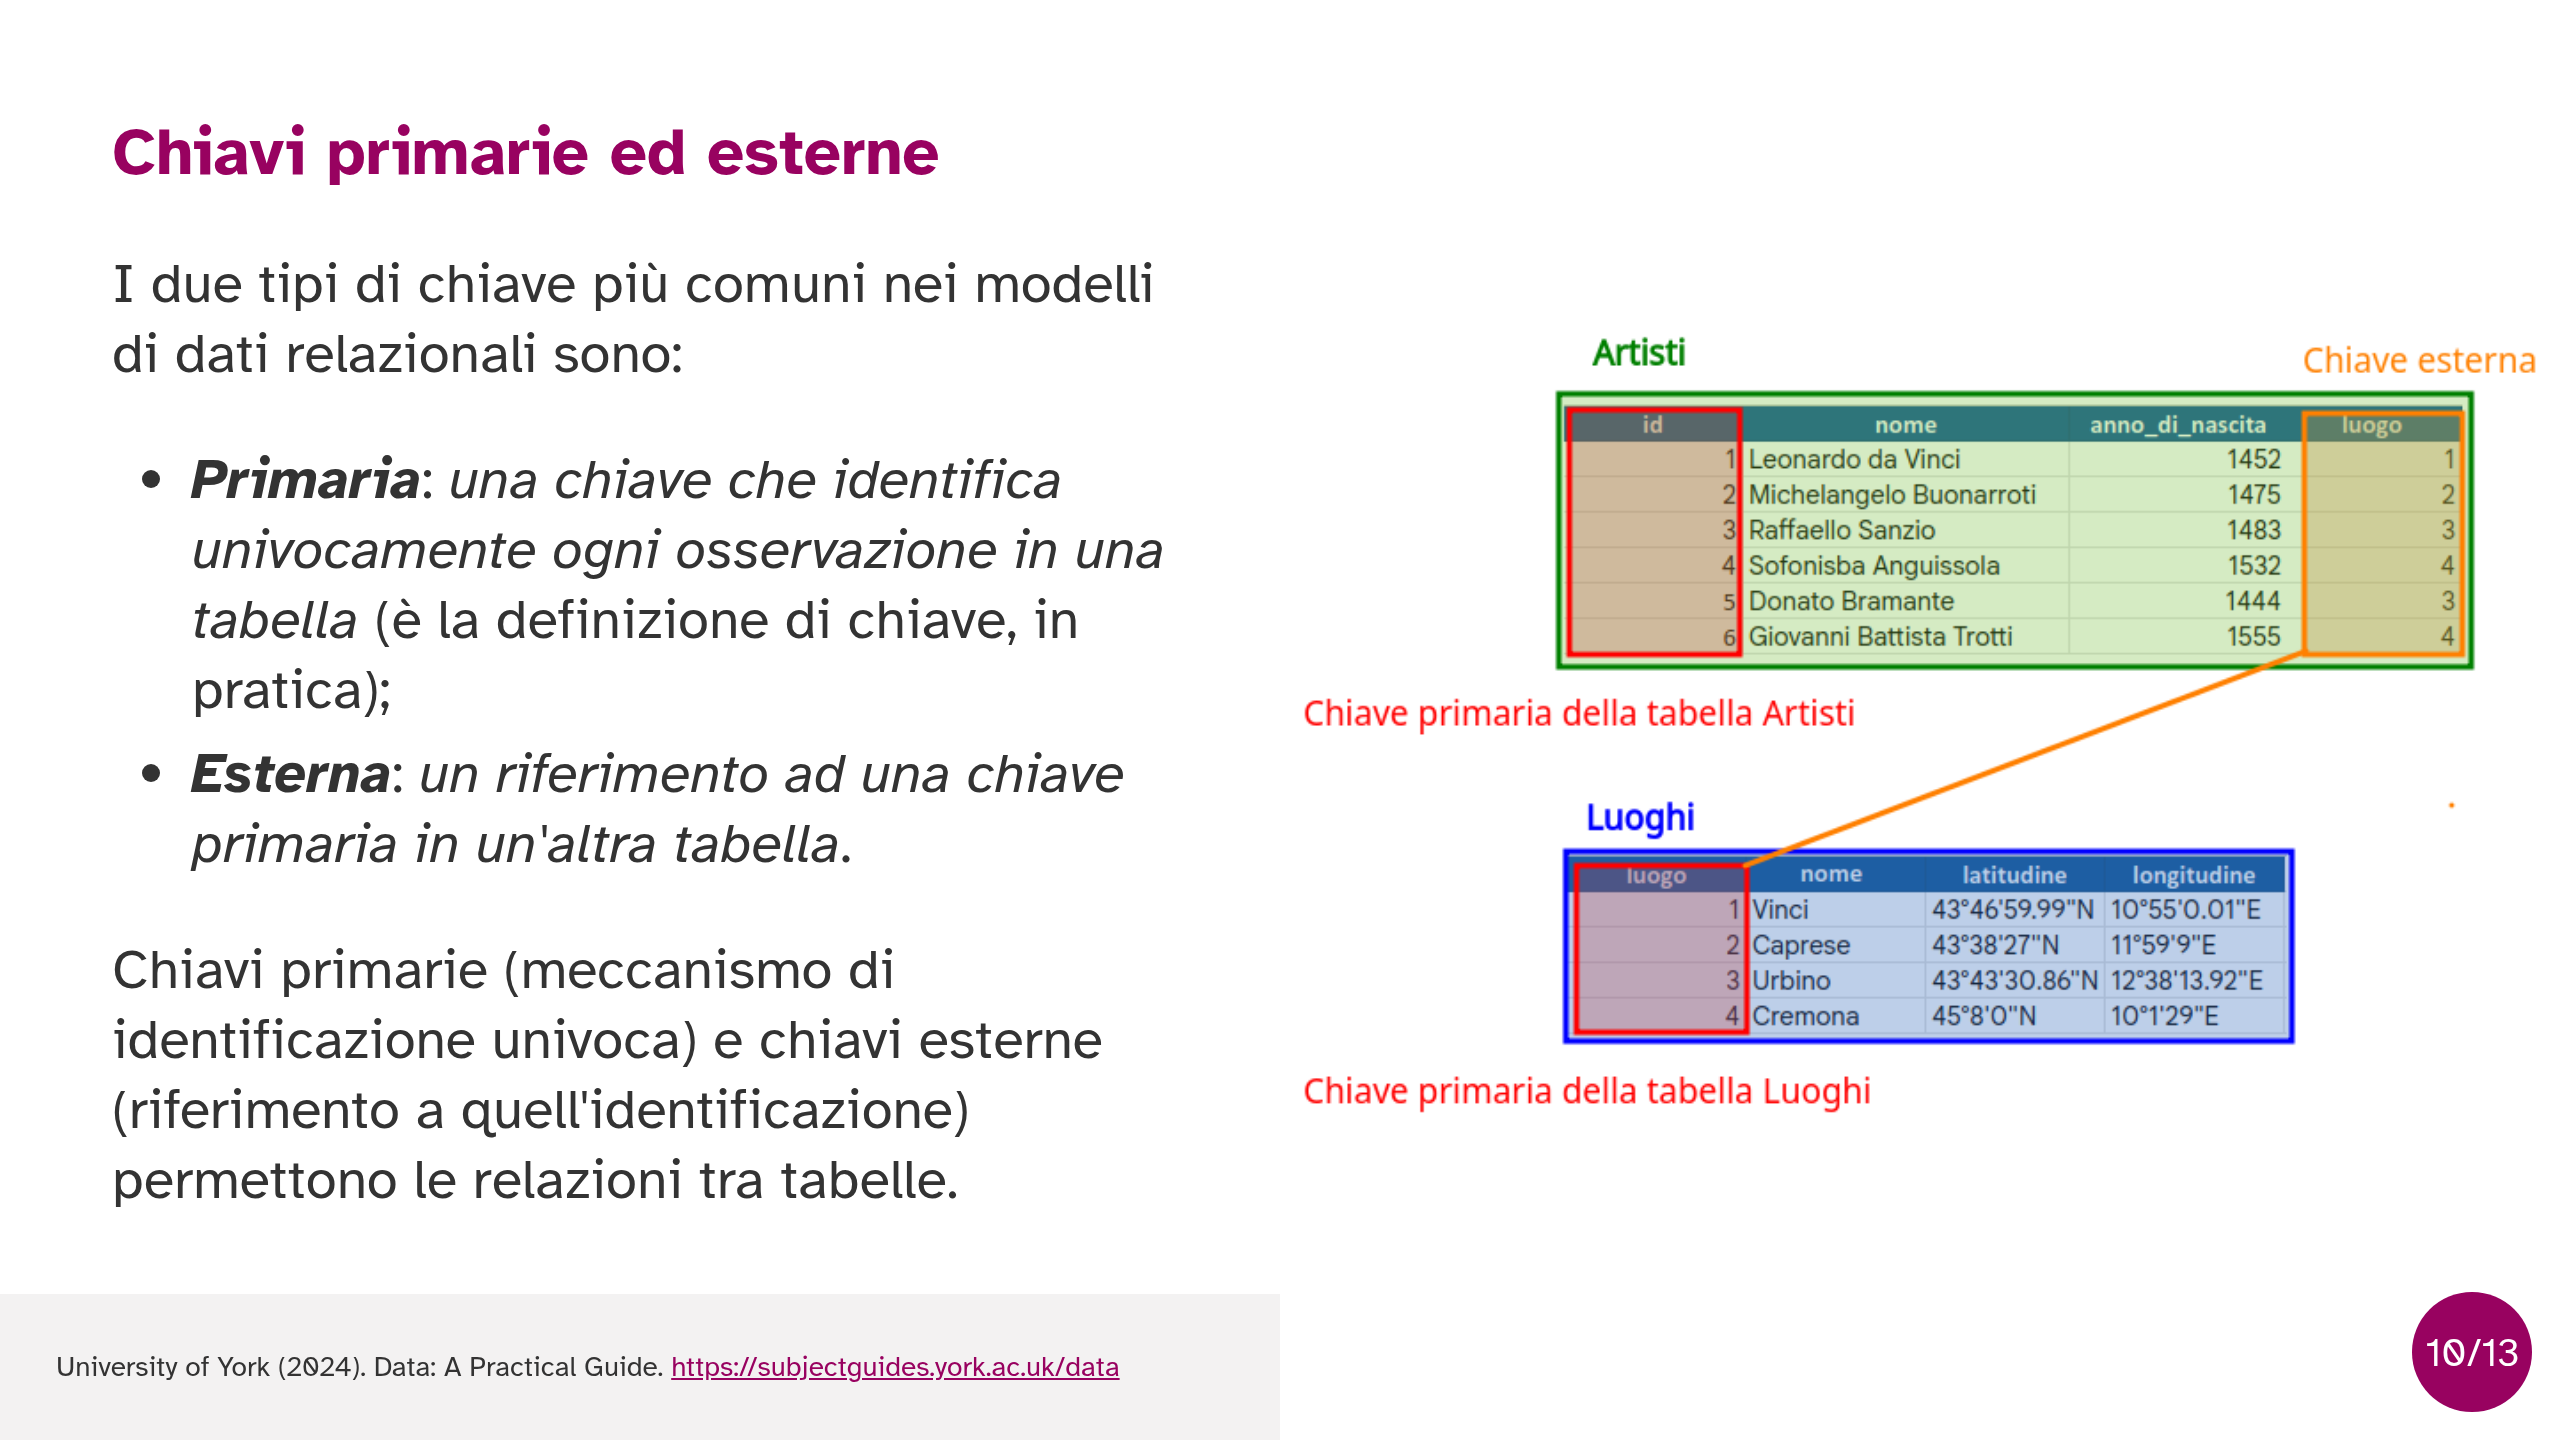 Chiavi primarie ed esterne
I due tipi di chiave più comuni nei modelli
di dati relazionali sono:
• Primaria: una chiave che identifica
univocamente ogni osservazione in una
tabella (è la definizione di chiave, in
pratica);
• Esterna: un riferimento ad una chiave
primaria in un'altra tabella.
Chiavi primarie (meccanismo di
identificazione univoca) e chiavi esterne
(riferimento a quell'identificazione)
permettono le relazioni tra tabelle.
Artisti
Chiave esterna
id nome anno_di_nascita luogo
1 Leonardo da Vinci 1452 1
2 Michelangelo Buonarroti 1475 2
3 Raffaello Sanzio 1483 3
4 Sofonisba Anguissola 1532 4
5 Donato Bramante 1444 3
6 Giovanni Battista Trotti 1555 4
Chiave primaria della tabella Artisti
Luoghi
luogo nome latitudine longitudine
1 Vinci 43°46'59.99"N 10°55'0.01"E
2 Caprese 43°38'27"N 11°59'9"E
3 Urbino 43°43'30.86"N 12°38'13.92"E
4 Cremona 45°8'0"N 10°1'29"E
Chiave primaria della tabella Luoghi
University of York (2024). Data: A Practical Guide. https://subjectguides.york.ac.uk/data
10/13